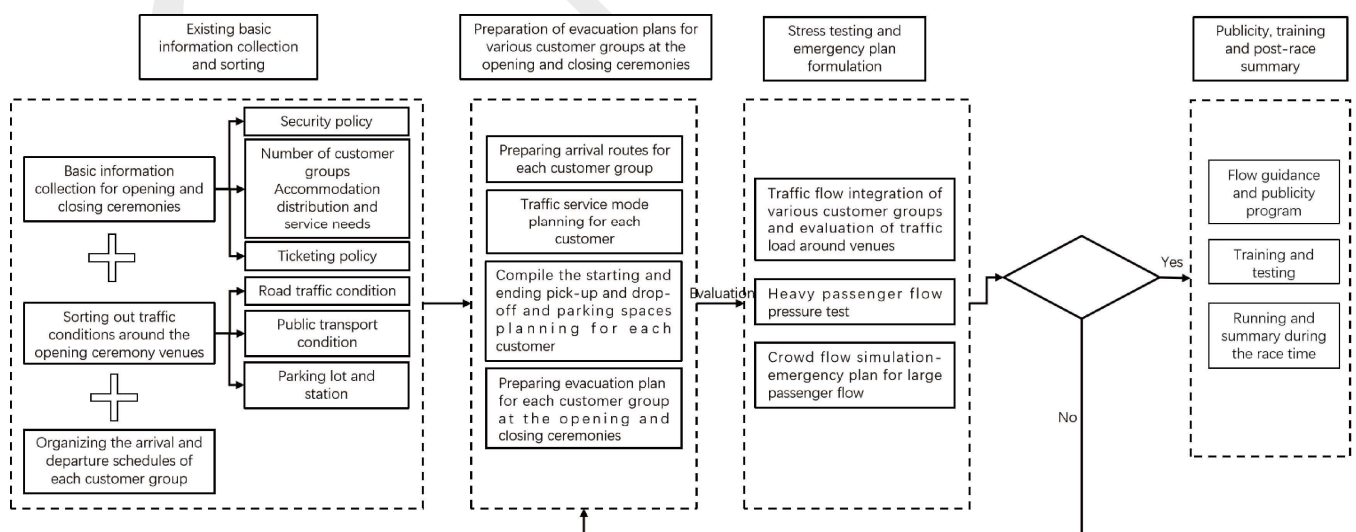 Existing basic
information collection
and sorting
Preparation of evacuation plans for
various customer groups at the
opening and closing ceremonies
Stress testing and
emergency plan
formulation
Publicity, training
and post-race
summary
Basic information
collection for opening and
closing ceremonies
Security policy
Number of customer
groups
Accommodation
distribution and
service needs
Ticketing policy
Sorting out traffic
conditions around the
opening ceremony venues
Road traffic condition
Public transport
condition
Parking lot and
station
Organizing the arrival and
departure schedules of
each customer group
Preparing arrival routes for
each customer group
Traffic service mode
planning for each
customer
Compile the starting and
ending pick-up and drop-
off and parking spaces
planning for each
customer
Preparing evacuation plan
for each customer group
at the opening and
closing ceremonies
Evaluation
Traffic flow integration of
various customer groups
and evaluation of traffic
load around venues
Heavy passenger flow
pressure test
Crowd flow simulation-
emergency plan for large
passenger flow
Yes
No
Flow guidance
and publicity
program
Training and
testing
Running and
summary during
the race time